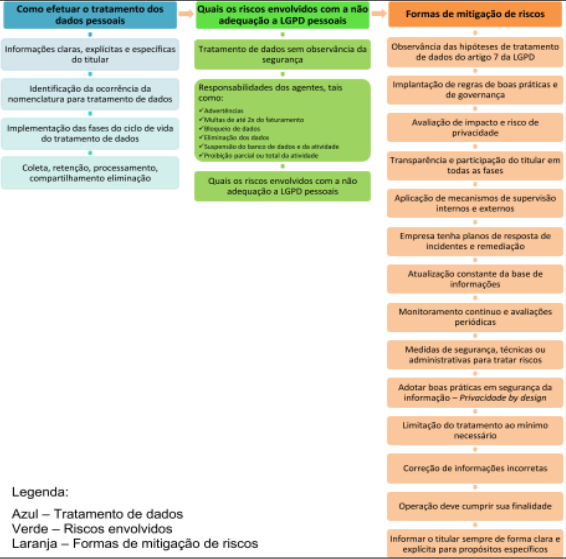 Como efetuar o tratamento dos
dados pessoais
Informações claras, explícitas e específicas
do titular
Identificação da ocorrência da
nomenclatura para tratamento de dados
Implementação das fases do ciclo de vida
do tratamento de dados
Coleta, retenção, processamento,
compartilhamento eliminação
Quais os riscos envolvidos com a não
adequação a LGPD pessoais
Tratamento de dados sem observância da
segurança
Responsabilidades dos agentes, tais
como:
✓Advertências
✓Multas de até 2x do faturamento
✓Bloqueio de dados
✓Eliminação dos dados
✓Suspensão do banco de dados e da atividade
✓Proibição parcial ou total da atividade
Quais os riscos envolvidos com a não
adequação a LGPD pessoais
Formas de mitigação de riscos
Observância das hipóteses de tratamento
de dados do artigo 7 da LGPD
Implantação de regras de boas práticas e
de governança
Avaliação de impacto e risco de
privacidade
Transparência e participação do titular em
todas as fases
Aplicação de mecanismos de supervisão
internos e externos
Empresa tenha planos de resposta de
incidentes e remediação
Atualização constante da base de
informações
Monitoramento contínuo e avaliações
periódicas
Medidas de segurança, técnicas ou
administrativas para tratar riscos
Adotar boas práticas em segurança da
informação – Privacidade by design
Limitação do tratamento ao mínimo
necessário
Correção de informações incorretas
Operação deve cumprir sua finalidade
Informar o titular sempre de forma clara e
explícita para propósitos específicos
Legenda:
Azul – Tratamento de dados
Verde – Riscos envolvidos
Laranja – Formas de mitigação de riscos